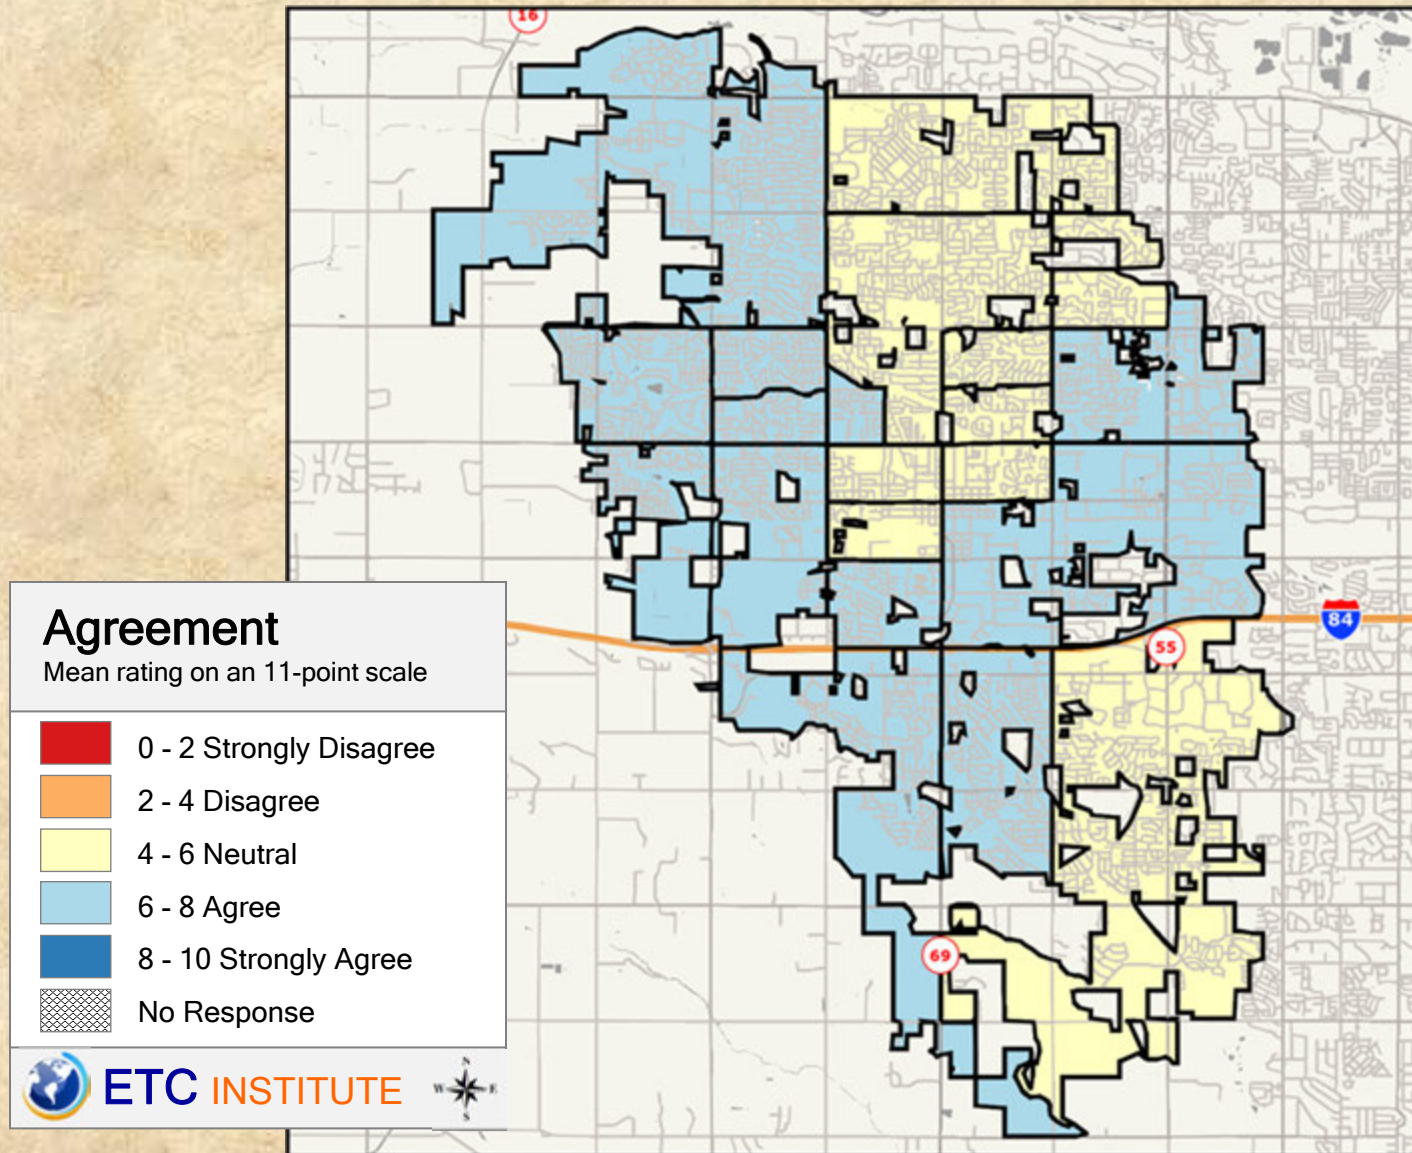 16
84
55
69
Agreement
Mean rating on an 11-point scale
0 - 2 Strongly Disagree
2 - 4 Disagree
4 - 6 Neutral
6 - 8 Agree
8 - 10 Strongly Agree
No Response
ETC INSTITUTE
N
W E
S